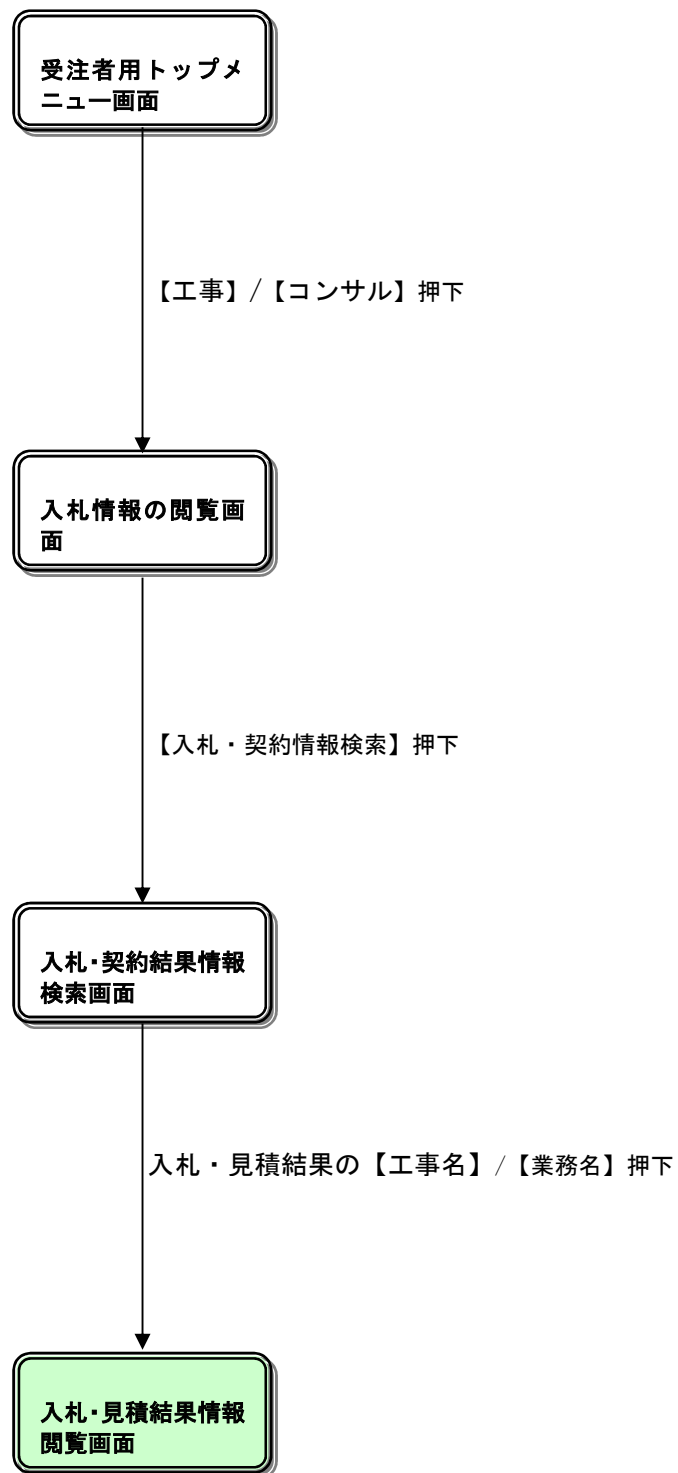 受注者用トップメ
ニュー画面
【工事】/【コンサル】押下
入札情報の閲覧画
面
【入札・契約情報検索】押下
入札・契約結果情報
検索画面
入札・見積結果の【工事名】/【業務名】押下
入札・見積結果情報
閲覧画面